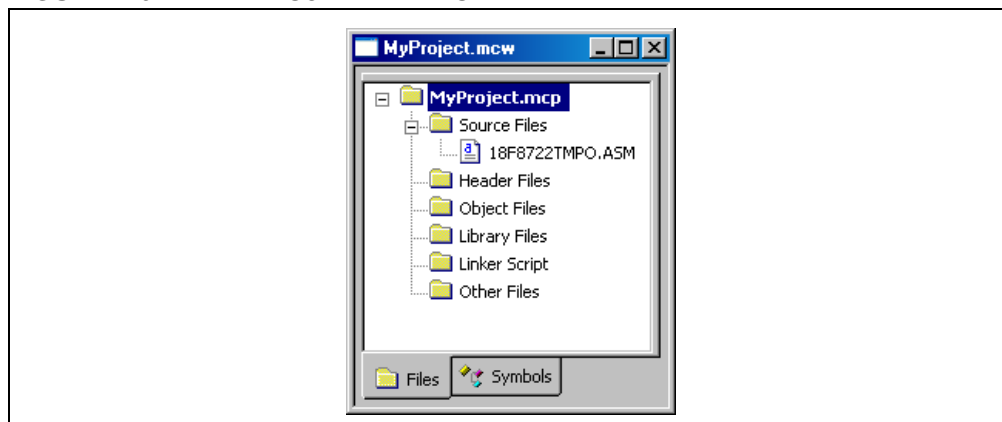 MyProject.mcw
MyProject.mcp
Source Files
18F8722TMPO.ASM
Header Files
Object Files
Library Files
Linker Script
Other Files
Files
Symbols